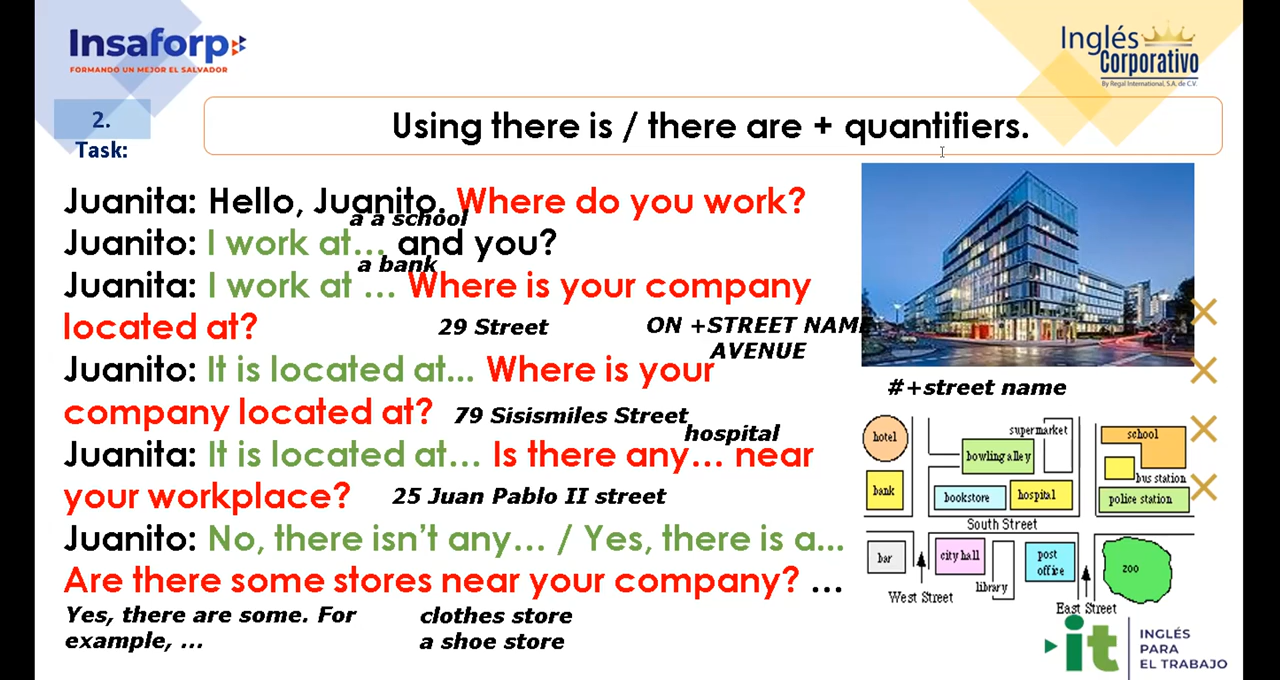 Insaforp
FORMANDO UN MEJOR EL SALVADOR
Inglés
Corporativo
By Regal International, S.A. de C.V.
2.
Task:
Using there is / there are + quantifiers.
Juanita: Hello, Juanito. Where do you work?
a a school
Juanito: I work at… and you?
a bank
Juanita: I work at … Where is your company
located at?
29 Street
ON +STREET NAME
AVENUE
Juanito: It is located at... Where is your
company located at?
79 Sisismiles Street
hospital
Juanita: It is located at… Is there any… near
your workplace?
25 Juan Pablo II street
Juanito: No, there isn’t any… / Yes, there is a...
Are there some stores near your company? …
Yes, there are some. For
example, ...
clothes store
a shoe store
#+street name
hotel
supermarket
school
bowling alley
bank
bus station
bookstore
hospital
police station
South Street
bar
city hall
post
office
zoo
library
West Street
East Street
it
INGLÉS
PARA
EL TRABAJO